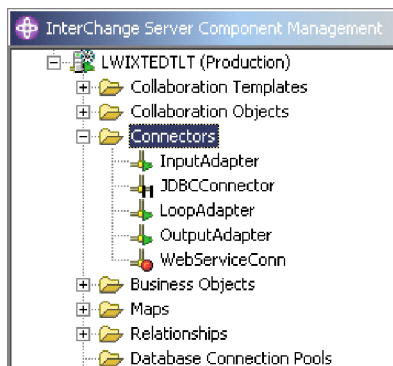 InterChange Server Component Management
LWIXTEDTLT (Production)
Collaboration Templates
Collaboration Objects
Connectors
InputAdapter
JDBCConnector
LoopAdapter
OutputAdapter
WebServiceConn
Business Objects
Maps
Relationships
Database Connection Pools